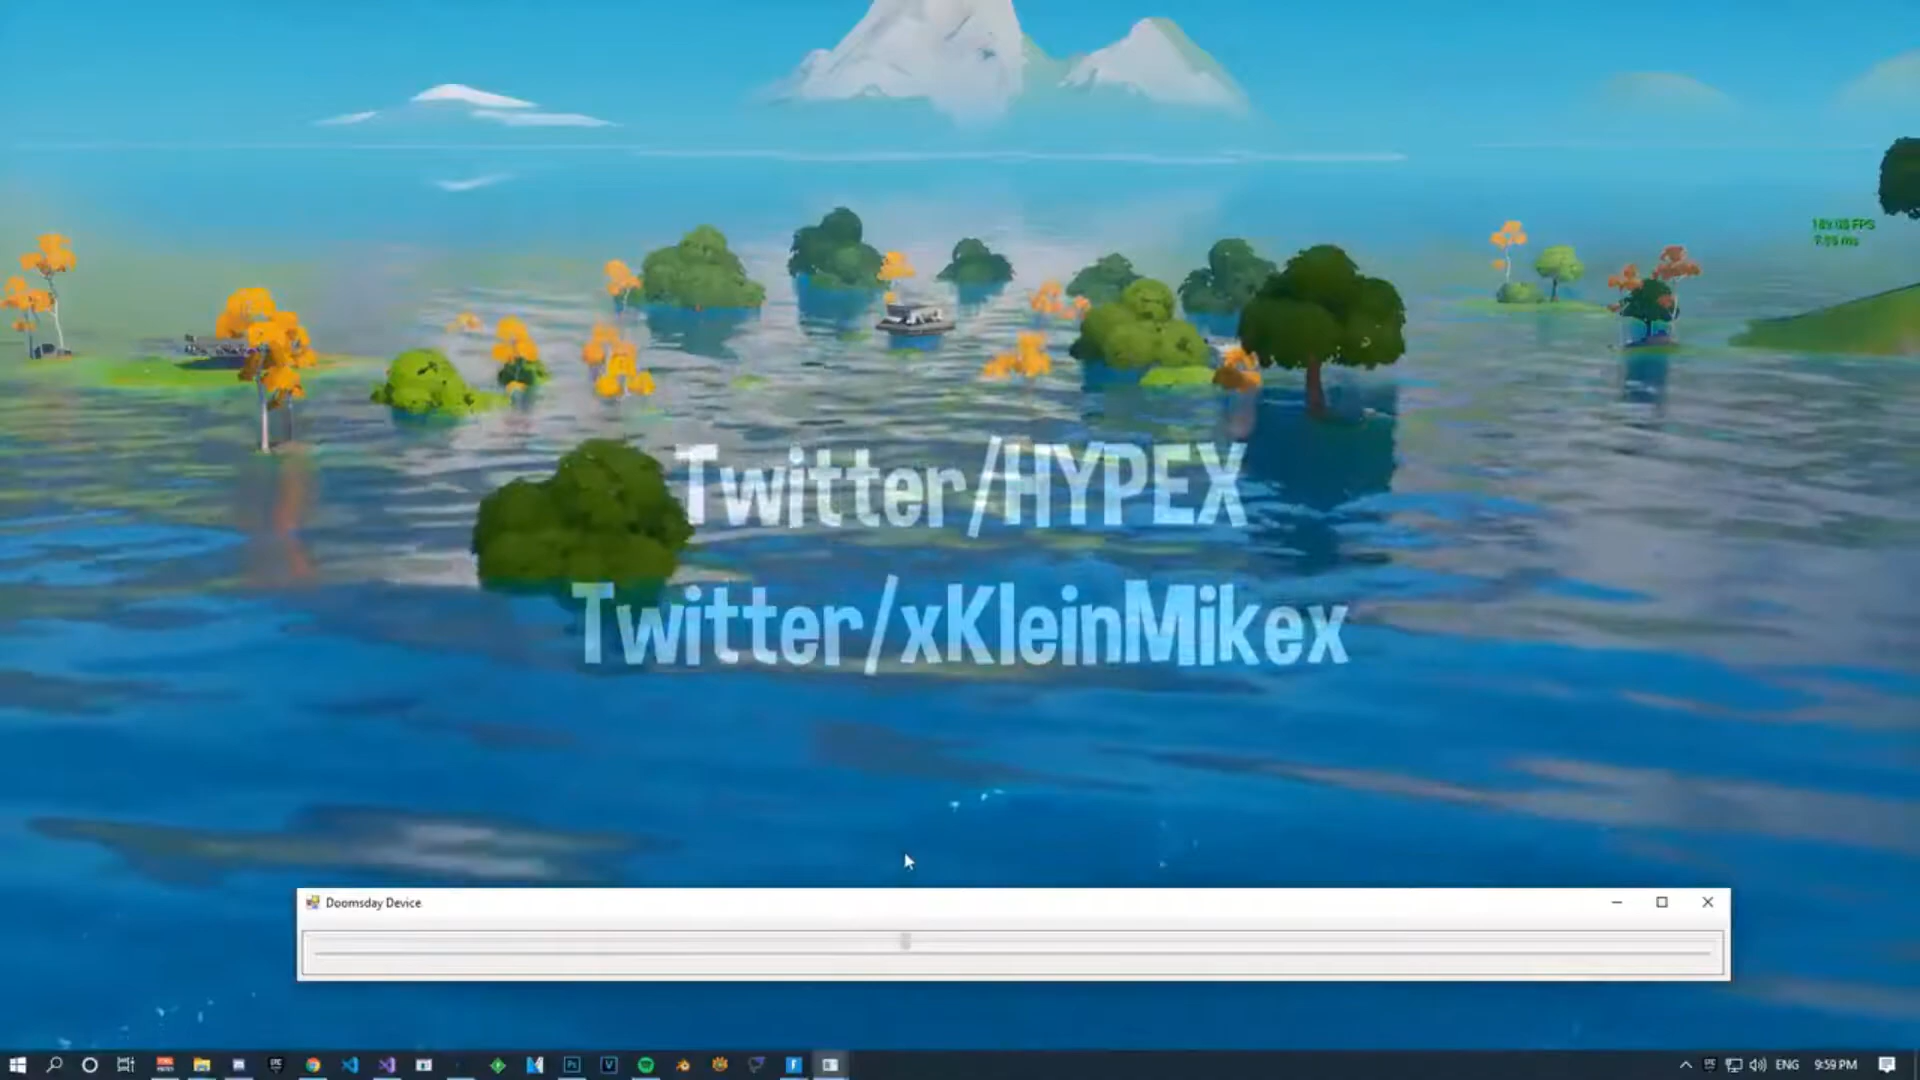 Twitter/HYPEX
Twitter/xKleinMikex
Doomsday Device
ENG
9:59 PM